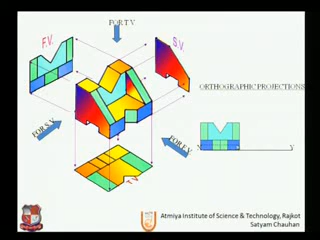 FOR T.V.
F.V.
S.V.
ORTHOGRAPHIC PROJECTIONS
FOR S.V.
FOR F.V.
X
Y
T.V.
Atmiya Institute of Science & Technology, Rajkot
Satyam Chauhan